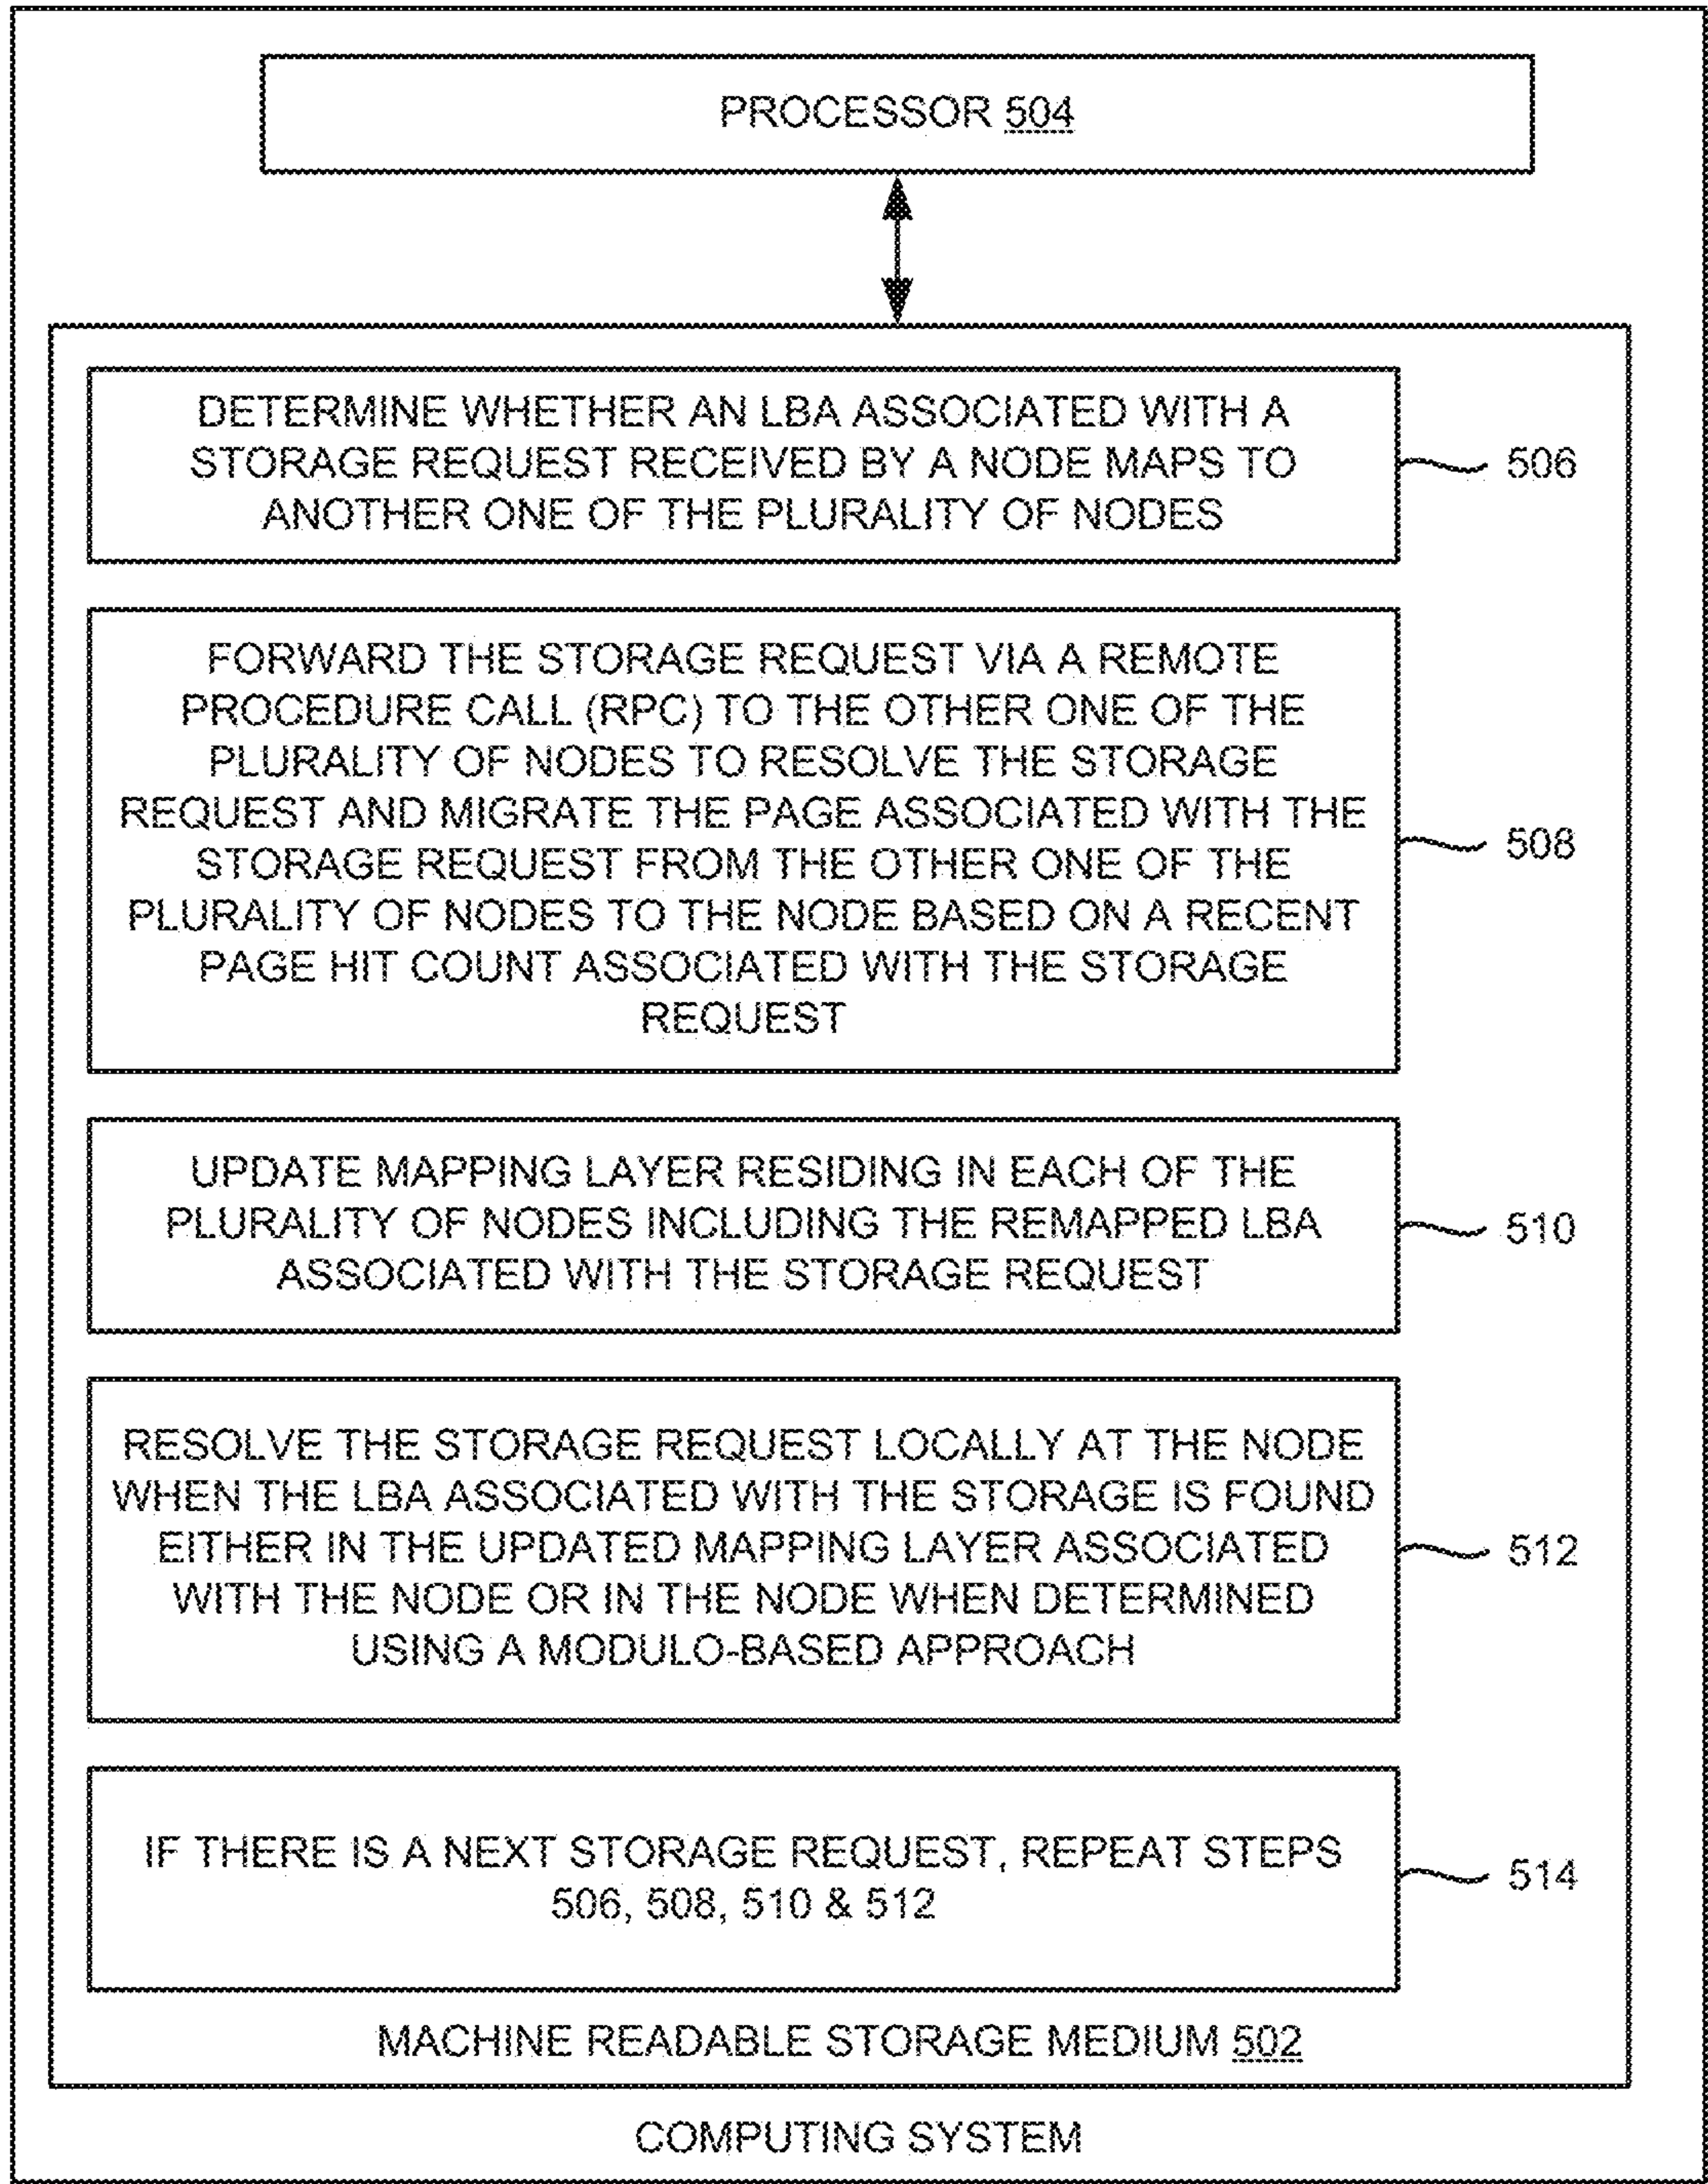 PROCESSOR 504
DETERMINE WHETHER AN LBA ASSOCIATED WITH A
STORAGE REQUEST RECEIVED BY A NODE MAPS TO
ANOTHER ONE OF THE PLURALITY OF NODES
506
FORWARD THE STORAGE REQUEST VIA A REMOTE
PROCEDURE CALL (RPC) TO THE OTHER ONE OF THE
PLURALITY OF NODES TO RESOLVE THE STORAGE
REQUEST AND MIGRATE THE PAGE ASSOCIATED WITH THE
STORAGE REQUEST FROM THE OTHER ONE OF THE
PLURALITY OF NODES TO THE NODE BASED ON A RECENT
PAGE HIT COUNT ASSOCIATED WITH THE STORAGE
REQUEST
508
UPDATE MAPPING LAYER RESIDING IN EACH OF THE
PLURALITY OF NODES INCLUDING THE REMAPPED LBA
ASSOCIATED WITH THE STORAGE REQUEST
510
RESOLVE THE STORAGE REQUEST LOCALLY AT THE NODE
WHEN THE LBA ASSOCIATED WITH THE STORAGE IS FOUND
EITHER IN THE UPDATED MAPPING LAYER ASSOCIATED
WITH THE NODE OR IN THE NODE WHEN DETERMINED
USING A MODULO-BASED APPROACH
512
IF THERE IS A NEXT STORAGE REQUEST, REPEAT STEPS
506, 508, 510 & 512
514
MACHINE READABLE STORAGE MEDIUM 502
COMPUTING SYSTEM